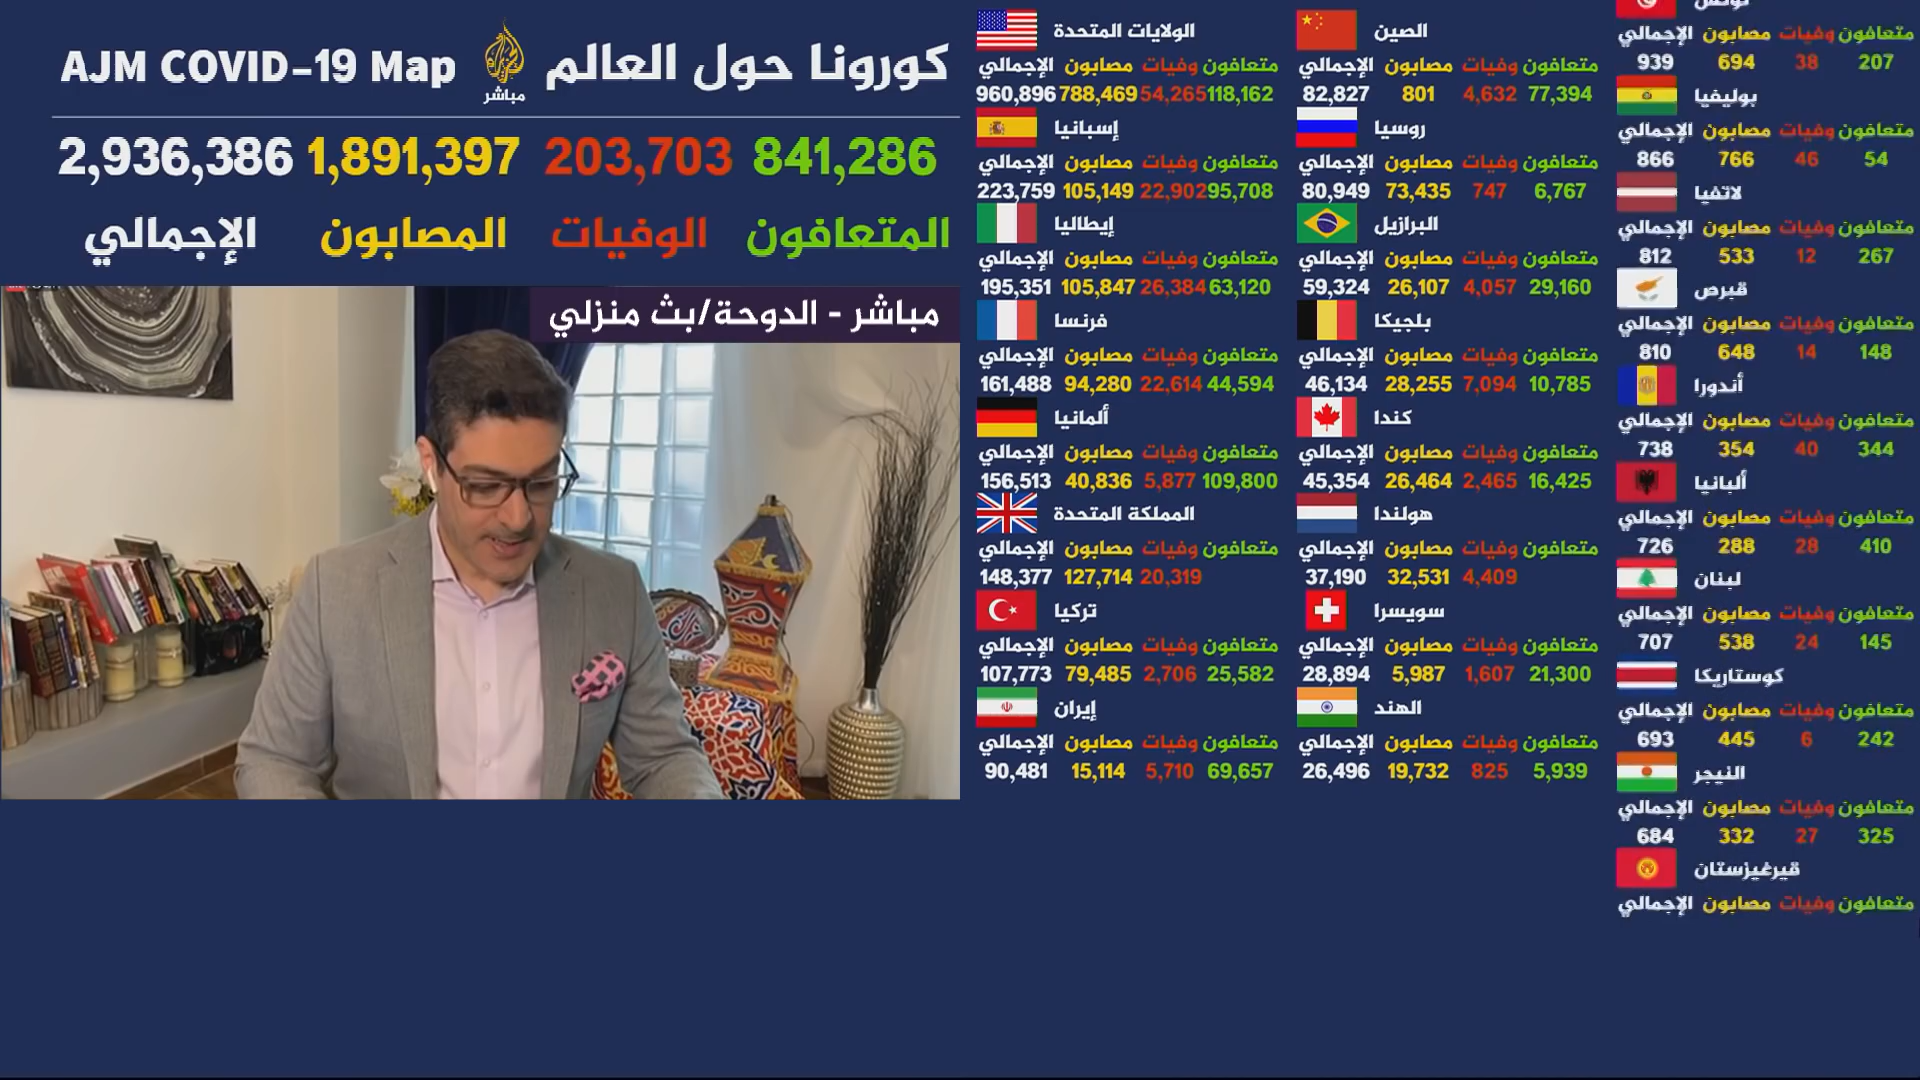 AJM COVID-19 Map مباشر كورونا حول العالم
2,936,386 1,891,397 203,703 841,286
الإجمالي المصابون الوفيات المتعافون
مباشر - الدوحة/بث منزلي
الولايات المتحدة
الإجمالي مصابون وفيات متعافون
960,896 788,469 54,265 118,162
إسبانيا
الإجمالي مصابون وفيات متعافون
223,759 105,149 22,902 95,708
إيطاليا
الإجمالي مصابون وفيات متعافون
195,351 105,847 26,384 63,120
فرنسا
الإجمالي مصابون وفيات متعافون
161,488 94,280 22,614 44,594
ألمانيا
الإجمالي مصابون وفيات متعافون
156,513 40,836 5,877 109,800
المملكة المتحدة
الإجمالي مصابون وفيات متعافون
148,377 127,714 20,319
تركيا
الإجمالي مصابون وفيات متعافون
107,773 79,485 2,706 25,582
إيران
الإجمالي مصابون وفيات متعافون
90,481 15,114 5,710 69,657
الصين
الإجمالي مصابون وفيات متعافون
82,827 801 4,632 77,394
روسيا
الإجمالي مصابون وفيات متعافون
80,949 73,435 747 6,767
البرازيل
الإجمالي مصابون وفيات متعافون
59,324 26,107 4,057 29,160
بلجيكا
الإجمالي مصابون وفيات متعافون
46,134 28,255 7,094 10,785
كندا
الإجمالي مصابون وفيات متعافون
45,354 26,464 2,465 16,425
هولندا
الإجمالي مصابون وفيات متعافون
37,190 32,531 4,409
سويسرا
الإجمالي مصابون وفيات متعافون
28,894 5,987 1,607 21,300
الهند
الإجمالي مصابون وفيات متعافون
26,496 19,732 825 5,939
تونس
الإجمالي مصابون وفيات متعافون
939 694 38 207
بوليفيا
الإجمالي مصابون وفيات متعافون
866 766 46 54
لاتفيا
الإجمالي مصابون وفيات متعافون
812 533 12 267
قبرص
الإجمالي مصابون وفيات متعافون
810 648 14 148
أندورا
الإجمالي مصابون وفيات متعافون
738 354 40 344
ألبانيا
الإجمالي مصابون وفيات متعافون
726 288 28 410
لبنان
الإجمالي مصابون وفيات متعافون
707 538 24 145
كوستاريكا
الإجمالي مصابون وفيات متعافون
693 445 6 242
النيجر
الإجمالي مصابون وفيات متعافون
684 332 27 325
قيرغيزستان
الإجمالي مصابون وفيات متعافون